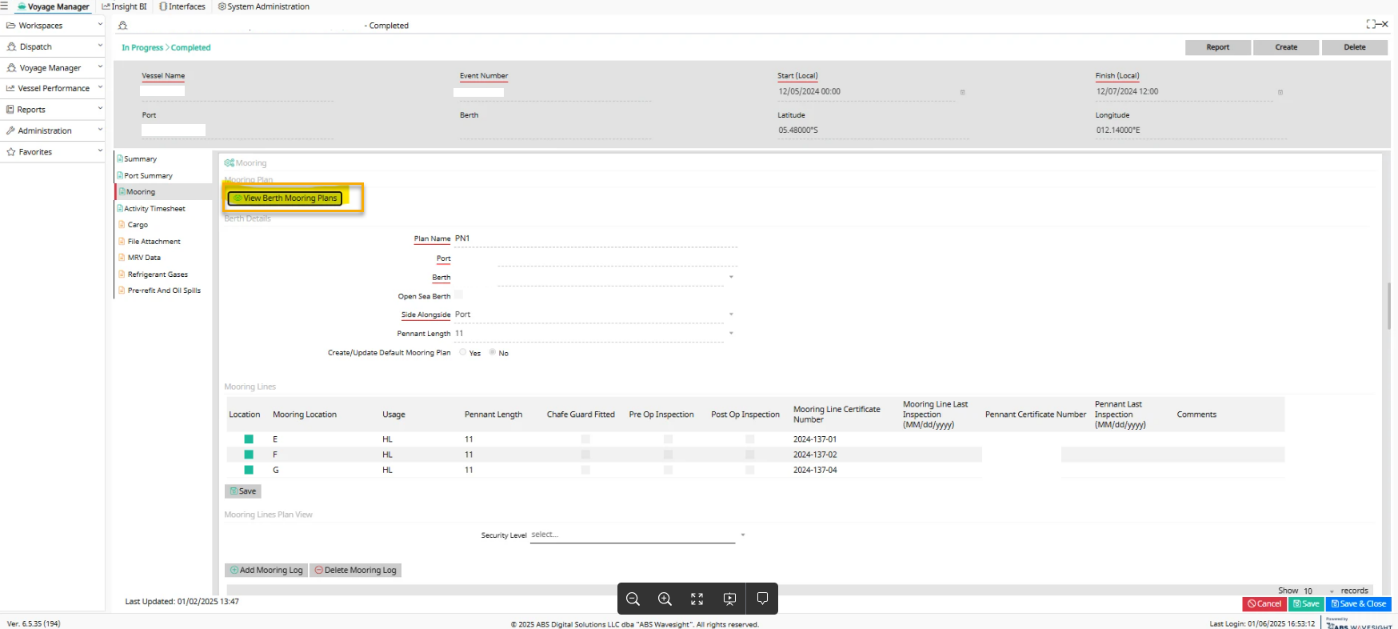 Voyage Manager Insight BI Interfaces System Administration
Workspaces
- Completed
Dispatch
In Progress > Completed
Report Create Delete
Voyage Manager
Vessel Performance
Reports
Administration
Favorites
Vessel Name Event Number Start (Local) Finish (Local)
12/05/2024 00:00 12/07/2024 12:00
Port Berth Latitude Longitude
05.48000°S 012.14000°E
Summary
Port Summary
Mooring
Activity Timesheet
Cargo
File Attachment
MRV Data
Refrigerant Gases
Pre-refit And Oil Spills
Mooring
Mooring Plan
View Berth Mooring Plans
Berth Details
Plan Name PN1
Port
Berth
Open Sea Berth
Side Alongside Port
Pennant Length 11
Create/Update Default Mooring Plan Yes No
Mooring Lines
Location Mooring Location Usage Pennant Length Chafe Guard Fitted Pre Op Inspection Post Op Inspection Mooring Line Certificate Number Mooring Line Last Inspection (MM/dd/yyyy) Pennant Certificate Number Pennant Last Inspection (MM/dd/yyyy) Comments
E HL 11 2024-137-01
F HL 11 2024-137-02
G HL 11 2024-137-04
Save
Mooring Lines Plan View
Security Level select...
Add Mooring Log Delete Mooring Log
Show 10 records
Last Updated: 01/02/2025 13:47
Cancel Save Save & Close
Ver. 6.5.35 (194)
© 2025 ABS Digital Solutions LLC dba "ABS Wavesight". All rights reserved.
Last Login: 01/06/2025 16:53:12
Powered by
ABS WAVESIGHT